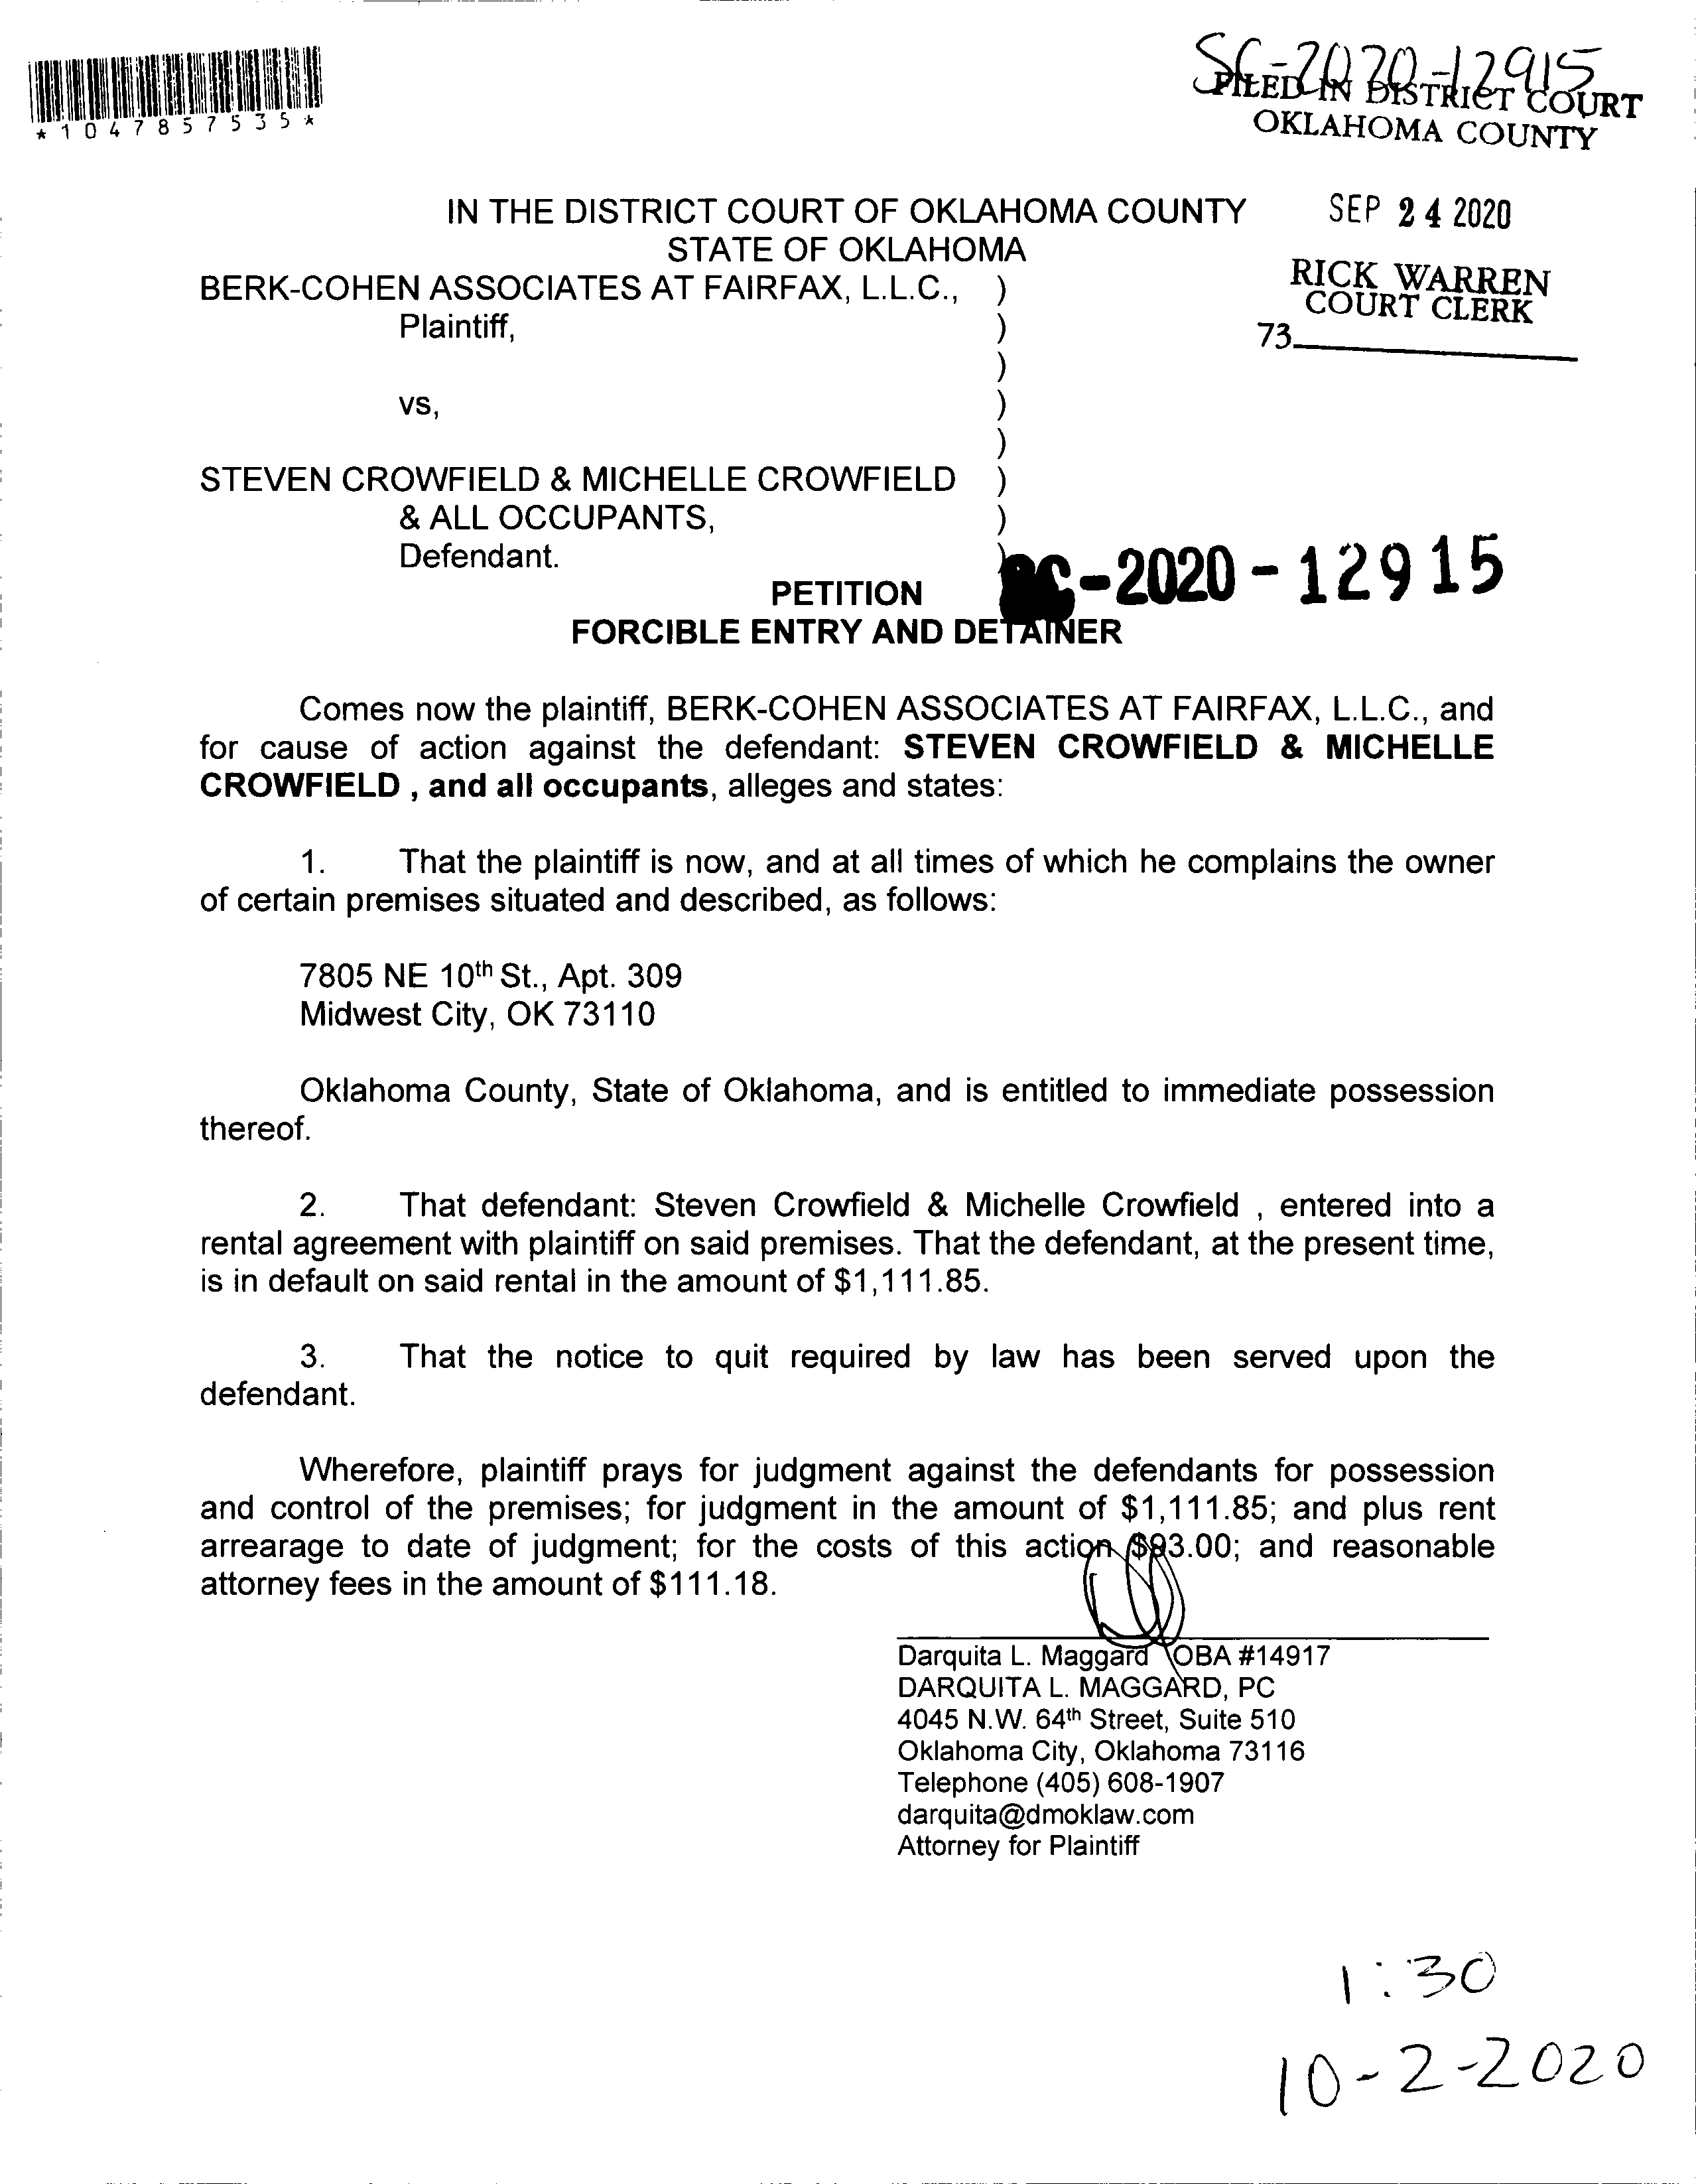 *1047857535*
SC-2020-12915
FILED IN DISTRICT COURT
OKLAHOMA COUNTY
IN THE DISTRICT COURT OF OKLAHOMA COUNTY
SEP 24 2020
STATE OF OKLAHOMA
BERK-COHEN ASSOCIATES AT FAIRFAX, L.L.C., )
RICK WARREN
COURT CLERK
Plaintiff, )
73
)
vs, )
)
STEVEN CROWFIELD & MICHELLE CROWFIELD )
& ALL OCCUPANTS, )
Defendant. )
SC-2020-12915
PETITION
FORCIBLE ENTRY AND DETAINER
Comes now the plaintiff, BERK-COHEN ASSOCIATES AT FAIRFAX, L.L.C., and
for cause of action against the defendant: STEVEN CROWFIELD & MICHELLE
CROWFIELD , and all occupants, alleges and states:
1. That the plaintiff is now, and at all times of which he complains the owner
of certain premises situated and described, as follows:
7805 NE 10th St., Apt. 309
Midwest City, OK 73110
Oklahoma County, State of Oklahoma, and is entitled to immediate possession
thereof.
2. That defendant: Steven Crowfield & Michelle Crowfield , entered into a
rental agreement with plaintiff on said premises. That the defendant, at the present time,
is in default on said rental in the amount of $1,111.85.
3. That the notice to quit required by law has been served upon the
defendant.
Wherefore, plaintiff prays for judgment against the defendants for possession
and control of the premises; for judgment in the amount of $1,111.85; and plus rent
arrearage to date of judgment; for the costs of this action and reasonable
attorney fees in the amount of $111.18.
Darquita L. Maggard OBA #14917
DARQUITA L. MAGGARD, PC
4045 N.W. 64th Street, Suite 510
Oklahoma City, Oklahoma 73116
Telephone (405) 608-1907
darquita@dmoklaw.com
Attorney for Plaintiff
1:30
10-2-2020